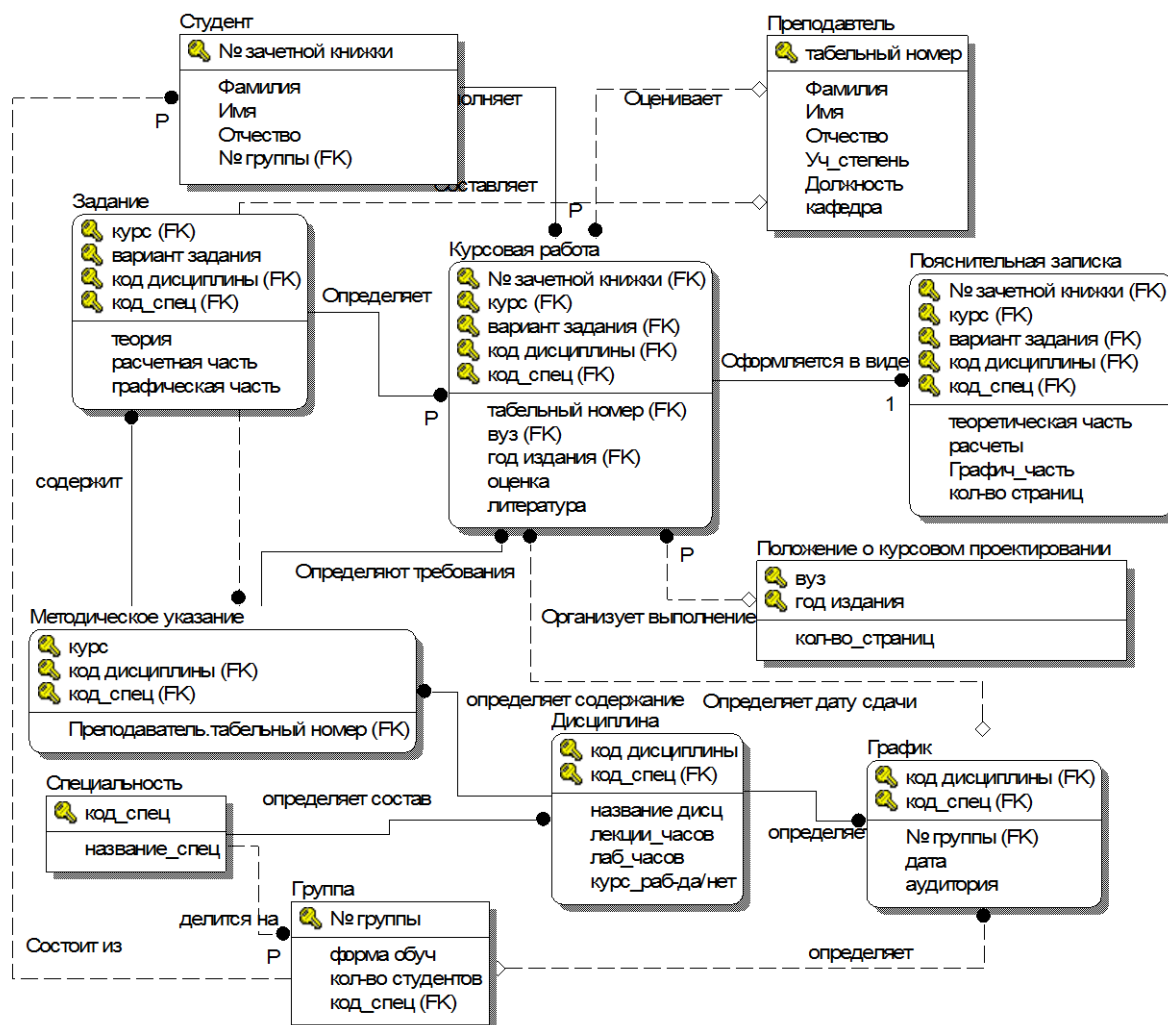 Студент
№ зачетной книжки
Фамилия
Имя
Отчество
№ группы (FK)
P
полняет
Оценивает
Преподавтель
табельный номер
Фамилия
Имя
Отчество
Уч_степень
Должность
кафедра
Составляет
P
Задание
курс (FK)
вариант задания
код дисциплины (FK)
код_спец (FK)
теория
расчетная часть
графическая часть
Определяет
P
Курсовая работа
№ зачетной книжки (FK)
курс (FK)
вариант задания (FK)
код дисциплины (FK)
код_спец (FK)
табельный номер (FK)
вуз (FK)
год издания (FK)
оценка
литература
Оформляется в виде
1
Пояснительная записка
№ зачетной книжки (FK)
курс (FK)
вариант задания (FK)
код дисциплины (FK)
код_спец (FK)
теоретическая часть
расчеты
Графич_часть
кол-во страниц
содержит
Определяют требования
P
Организует выполнение
Положение о курсовом проектировании
вуз
год издания
кол-во_страниц
Методическое указание
курс
код дисциплины (FK)
код_спец (FK)
Преподаватель.табельный номер (FK)
определяет содержание
Определяет дату сдачи
Дисциплина
код дисциплины
код_спец (FK)
название дисц
лекции_часов
лаб_часов
курс_раб-да/нет
определяет
График
код дисциплины (FK)
код_спец (FK)
№ группы (FK)
дата
аудитория
Специальность
код_спец
название_спец
определяет состав
делится на
P
Состоит из
Группа
№ группы
форма обуч
кол-во студентов
код_спец (FK)
определяет